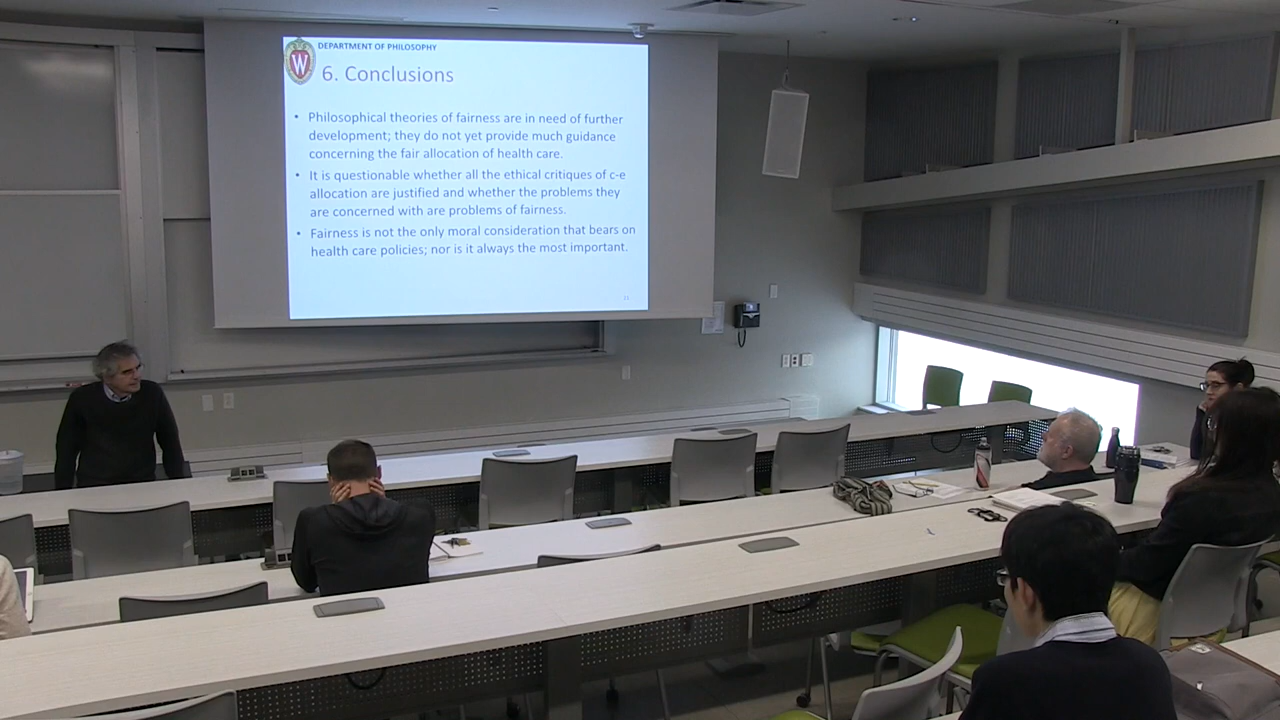 DEPARTMENT OF PHILOSOPHY
W
6. Conclusions
• Philosophical theories of fairness are in need of further
development; they do not yet provide much guidance
concerning the fair allocation of health care.
• It is questionable whether all the ethical critiques of c-e
allocation are justified and whether the problems they
are concerned with are problems of fairness.
• Fairness is not the only moral consideration that bears on
health care policies; nor is it always the most important.